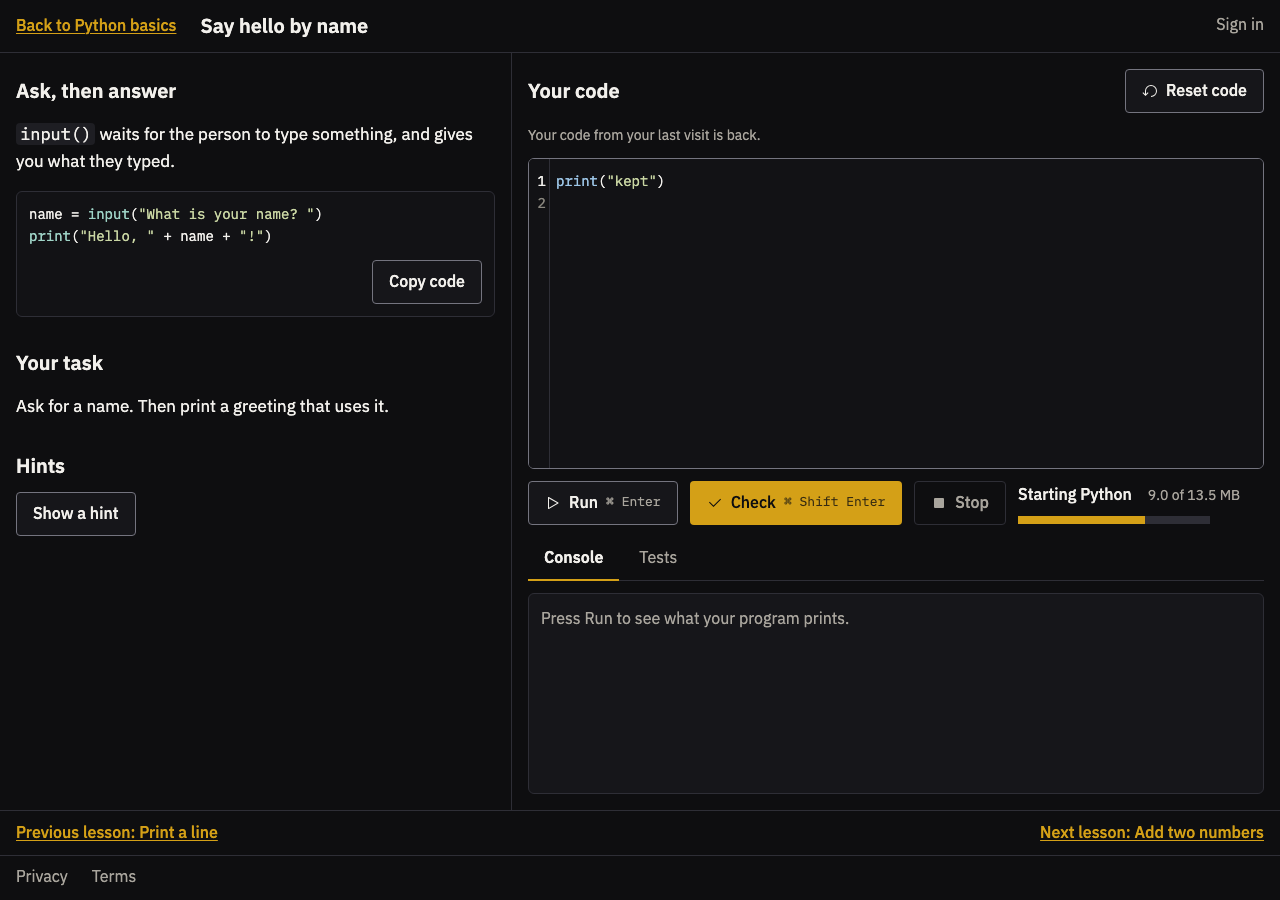 Back to Python basics
Say hello by name
Sign in
Ask, then answer
input() waits for the person to type something, and gives
you what they typed.
name = input("What is your name? ")
print("Hello, " + name + "!")
Copy code
Your task
Ask for a name. Then print a greeting that uses it.
Hints
Show a hint
Your code
Reset code
Your code from your last visit is back.
1 print("kept")
2
Run ⌘ Enter
Check ⌘ Shift Enter
Stop
Starting Python 9.0 of 13.5 MB
Console
Tests
Press Run to see what your program prints.
Previous lesson: Print a line
Next lesson: Add two numbers
Privacy
Terms